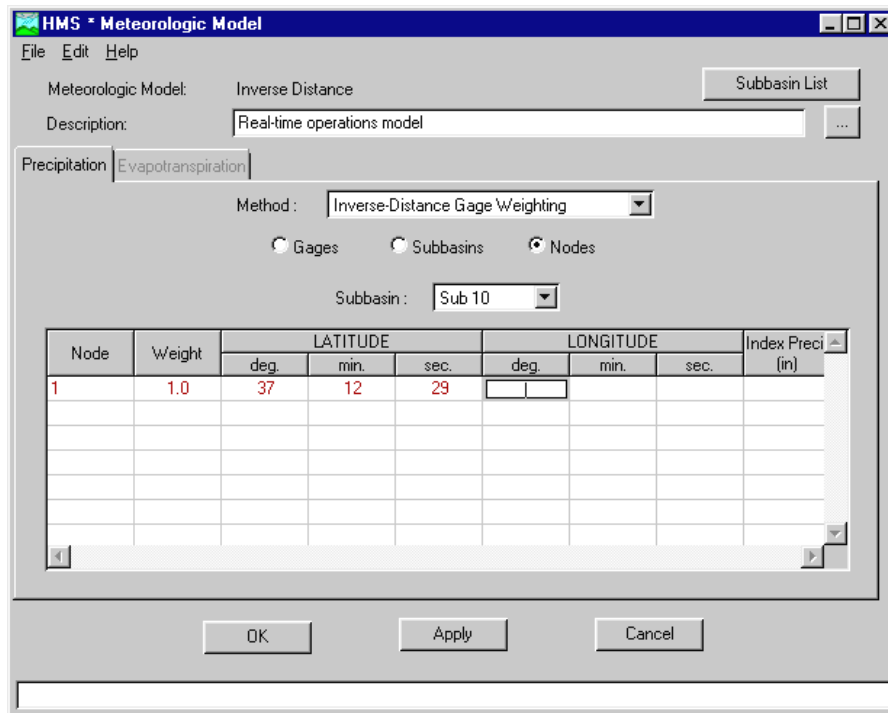 HMS * Meteorologic Model
File Edit Help
Meteorologic Model: Inverse Distance Subbasin List
Description: Real-time operations model ...
Precipitation Evapotranspiration
Method : Inverse-Distance Gage Weighting
Gages Subbasins Nodes
Subbasin : Sub 10
Node Weight LATITUDE LONGITUDE Index Preci
deg. min. sec. deg. min. sec. (in)
1 1.0 37 12 29
OK Apply Cancel